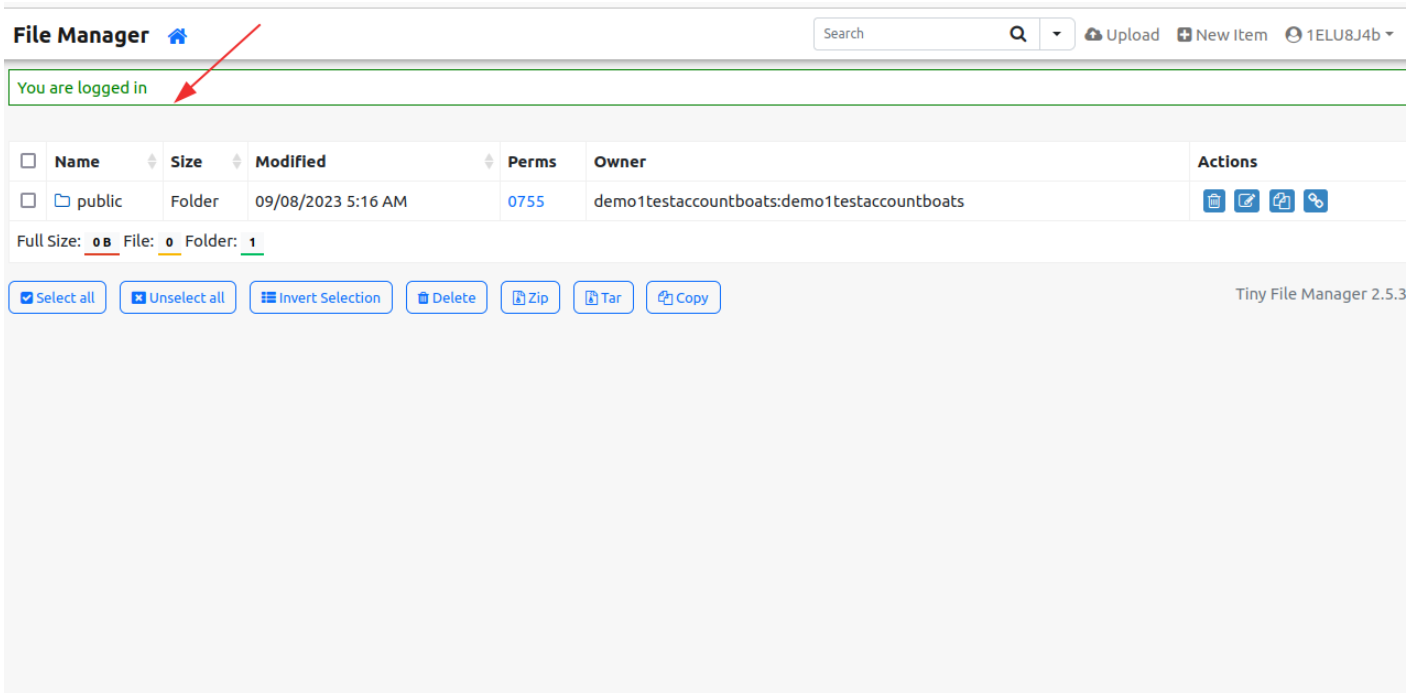 File Manager Search Upload New Item 1ELU8J4b
You are logged in
Name Size Modified Perms Owner Actions
public Folder 09/08/2023 5:16 AM 0755 demo1testaccountboats:demo1testaccountboats
Full Size: 0 B File: 0 Folder: 1
Select all Unselect all Invert Selection Delete Zip Tar Copy Tiny File Manager 2.5.3